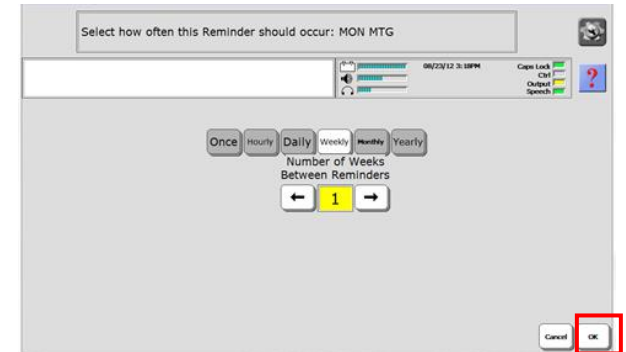 Select how often this Reminder should occur: MON MTG
08/23/12 3:18PM
Caps Lock
Ctrl
Output
Speech
?
Once Hourly Daily Weekly Monthly Yearly
Number of Weeks
Between Reminders
← 1 →
Cancel OK